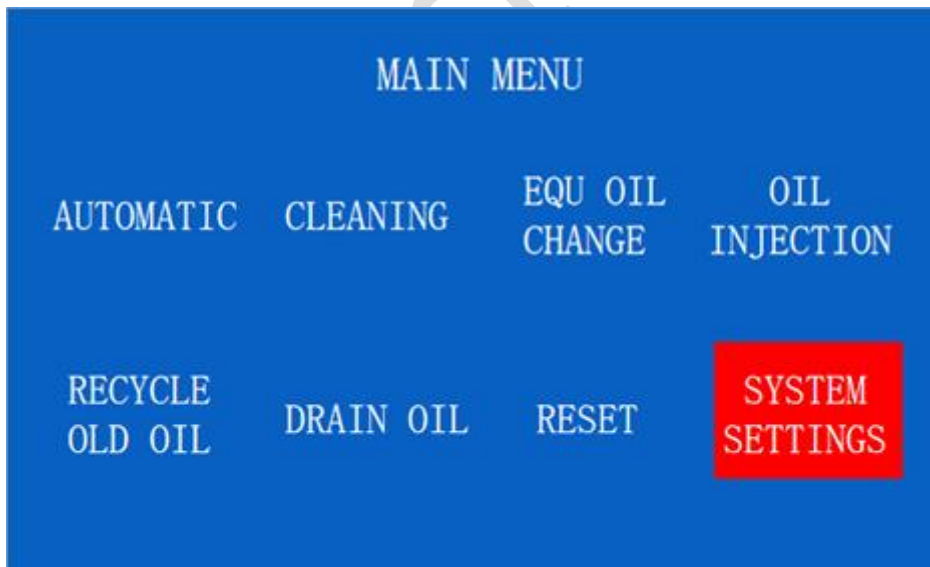 MAIN MENU
AUTOMATIC
CLEANING
EQU OIL
CHANGE
OIL
INJECTION
RECYCLE
OLD OIL
DRAIN OIL
RESET
SYSTEM
SETTINGS